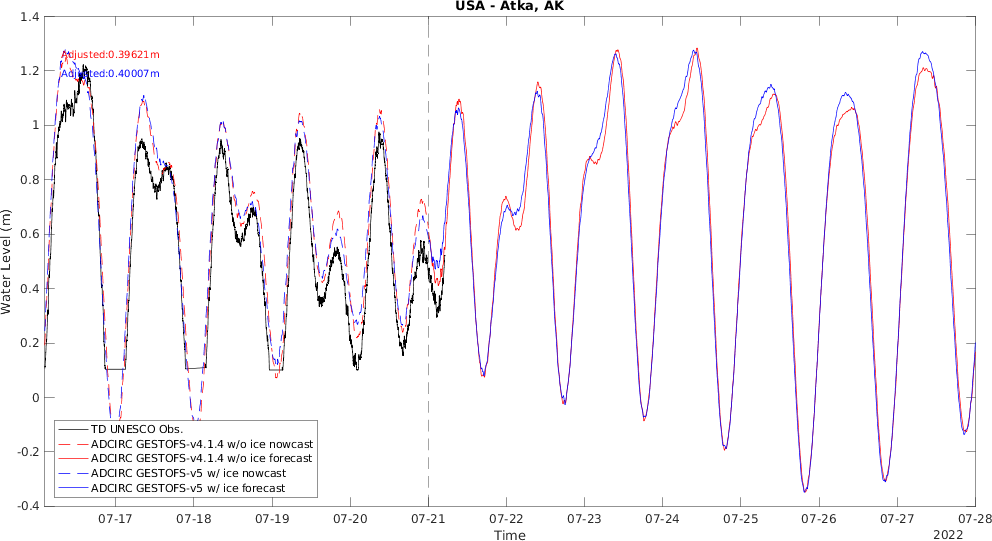 USA - Atka, AK
Adjusted:0.39621m
Adjusted:0.40007m
1.4
1.2
1
0.8
0.6
0.4
0.2
0
-0.2
-0.4
Water Level (m)
TD UNESCO Obs.
ADCIRC GESTOFS-v4.1.4 w/o ice nowcast
ADCIRC GESTOFS-v4.1.4 w/o ice forecast
ADCIRC GESTOFS-v5 w/ ice nowcast
ADCIRC GESTOFS-v5 w/ ice forecast
07-17 07-18 07-19 07-20 07-21 07-22 07-23 07-24 07-25 07-26 07-27 07-28
Time
2022